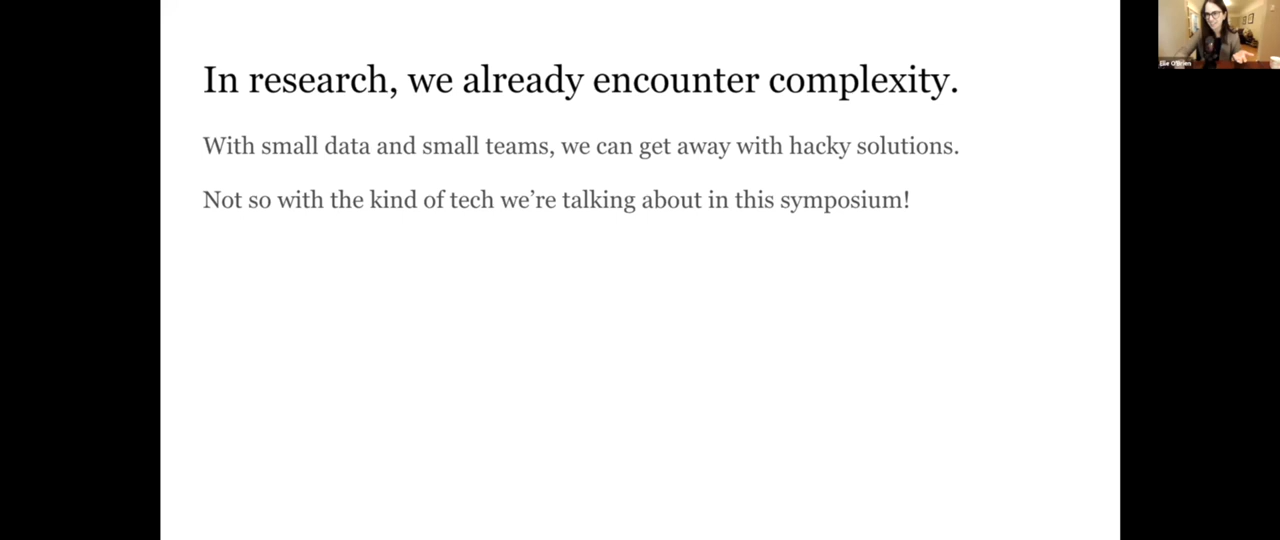 In research, we already encounter complexity.
With small data and small teams, we can get away with hacky solutions.
Not so with the kind of tech we're talking about in this symposium!
O'Brien